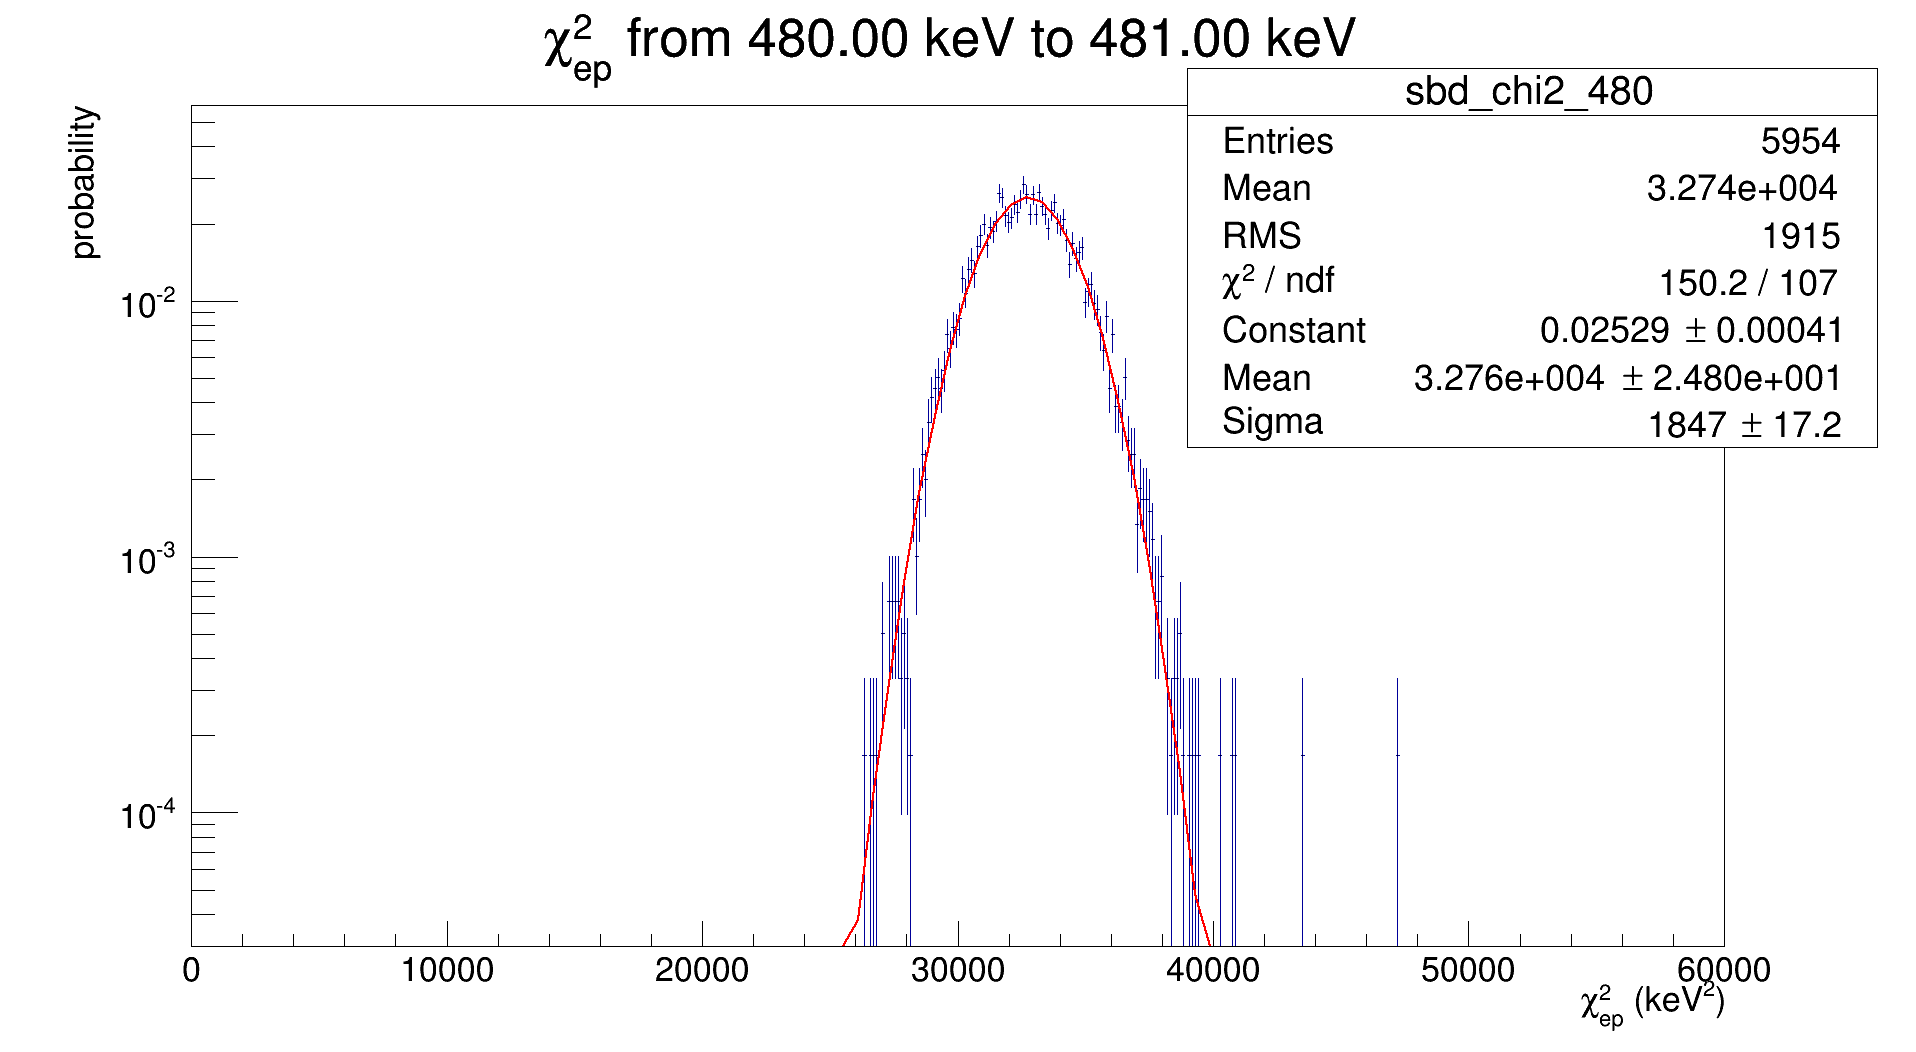 χ²ep from 480.00 keV to 481.00 keV
sbd_chi2_480
Entries 5954
Mean 3.274e+004
RMS 1915
χ² / ndf 150.2 / 107
Constant 0.02529 ± 0.00041
Mean 3.276e+004 ± 2.480e+001
Sigma 1847 ± 17.2
probability
10⁻²
10⁻³
10⁻⁴
0 10000 20000 30000 40000 50000 60000
χ²ep (keV²)